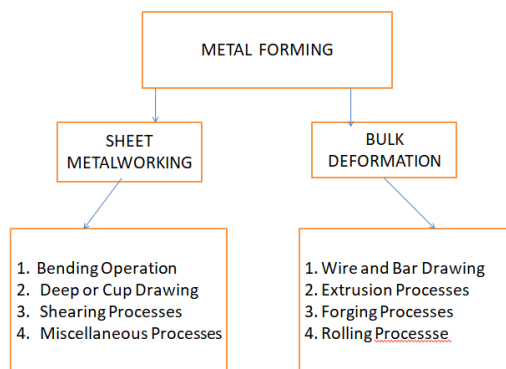 METAL FORMING
SHEET
METALWORKING
BULK
DEFORMATION
1. Bending Operation
2. Deep or Cup Drawing
3. Shearing Processes
4. Miscellaneous Processes
1. Wire and Bar Drawing
2. Extrusion Processes
3. Forging Processes
4. Rolling Processse